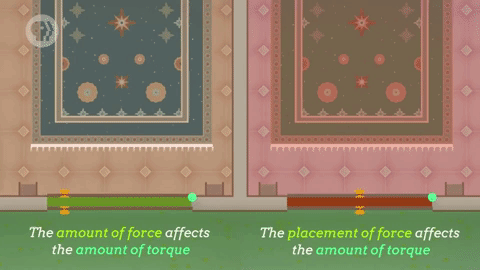 The amount of force affects
the amount of torque
The placement of force affects
the amount of torque